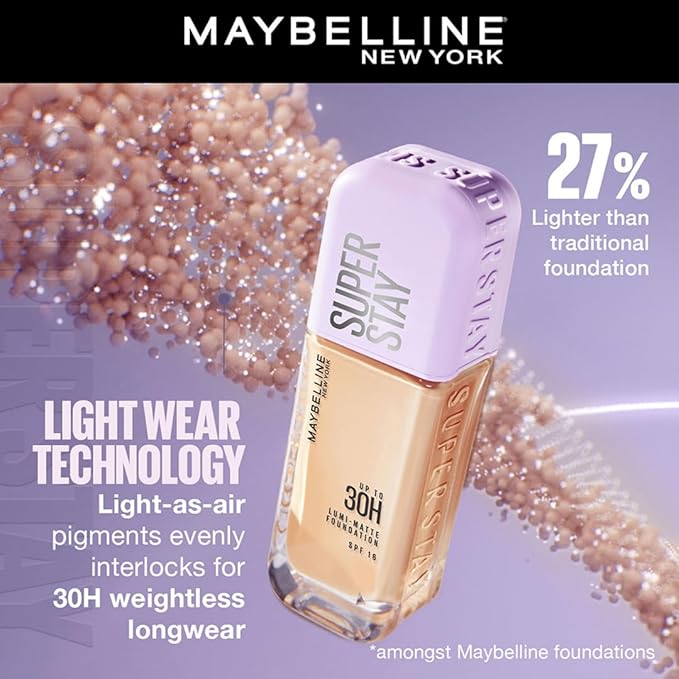 MAYBELLINE
NEW YORK
27%
Lighter than
traditional
foundation
SUPER STAY
SUPER
STAY
MAYBELLINE
NEW YORK
UP TO
30H
LUMI-MATTE
FOUNDATION
SPF 16
SUPER STAY
LIGHT WEAR
TECHNOLOGY
Light-as-air
pigments evenly
interlocks for
30H weightless
longwear
*amongst Maybelline foundations